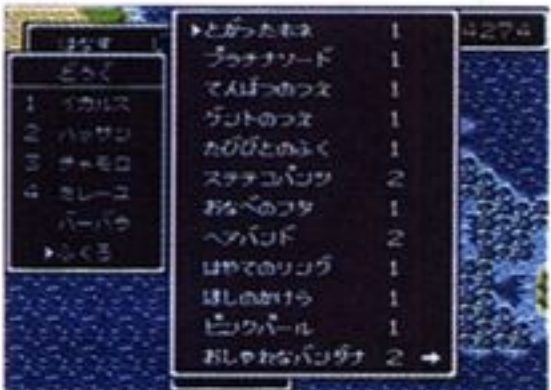 はなす
4274
どうぐ
1 イカルス
2 ハッサン
3 チャモロ
4 ミレーユ
バーバラ
▶ふくろ
▶とがったホネ 1
プラチナソード 1
てんばつのつえ 1
ゲントのつえ 1
たびびとのふく 1
ステテコパンツ 2
おなべのフタ 1
ヘアバンド 2
はやてのリング 1
ほしのかけら 1
ピンクパール 1
おしゃれなバンダナ 2 ➡